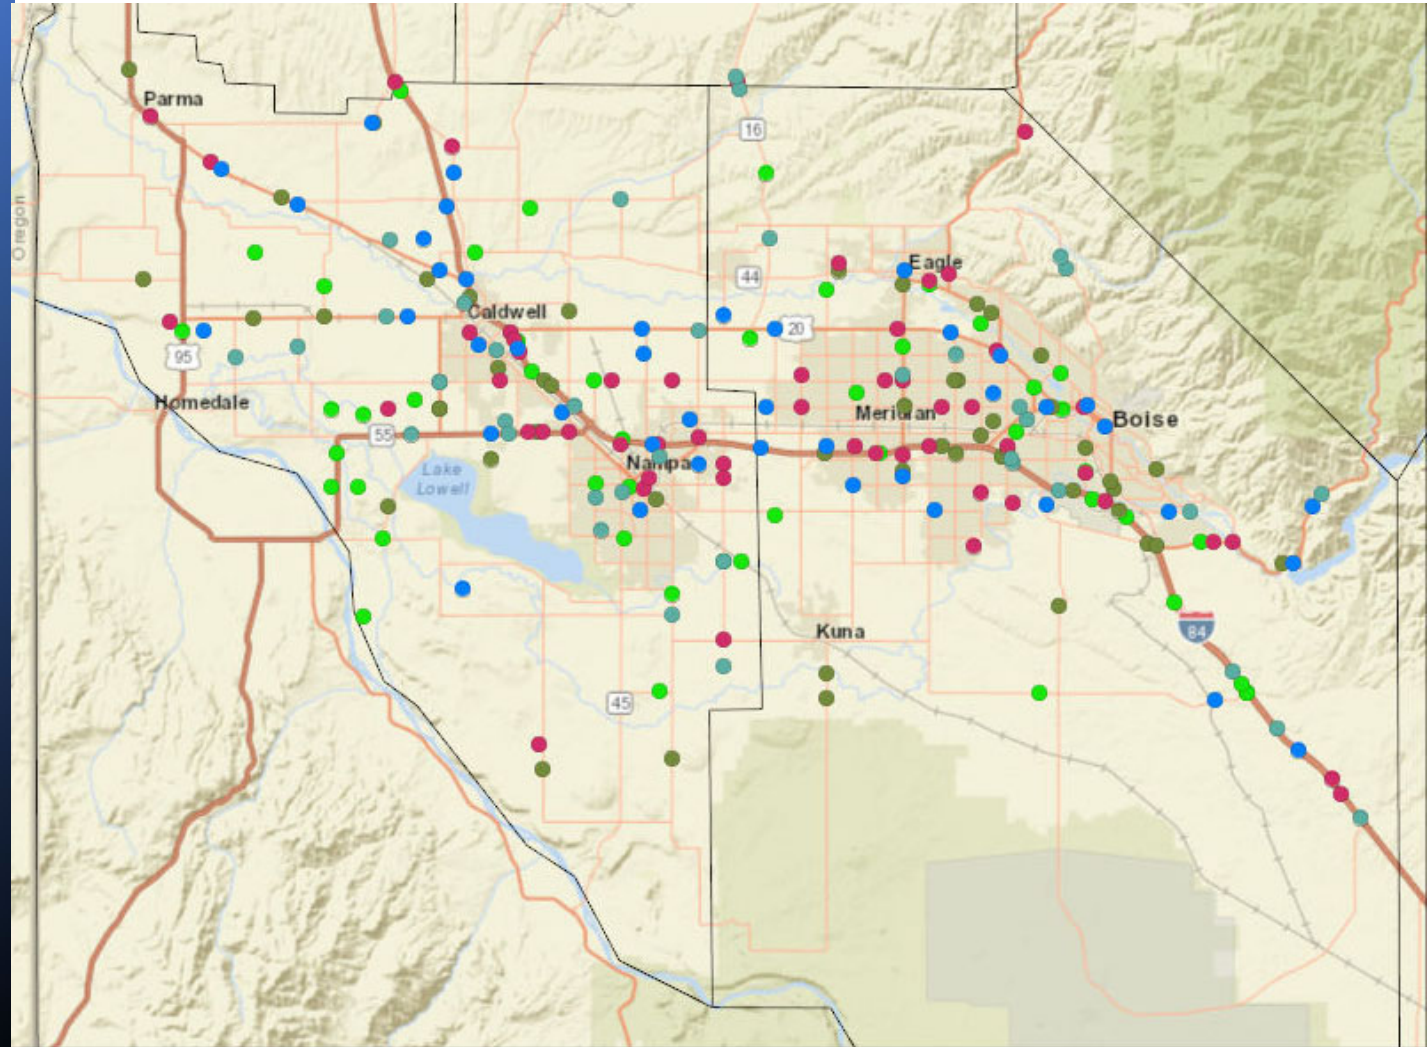 Parma
16
Oregon
Eagle
44
Caldwell
20
95
Homedale
Meridian
Boise
55
Nampa
Lake
Lowell
Kuna
84
45